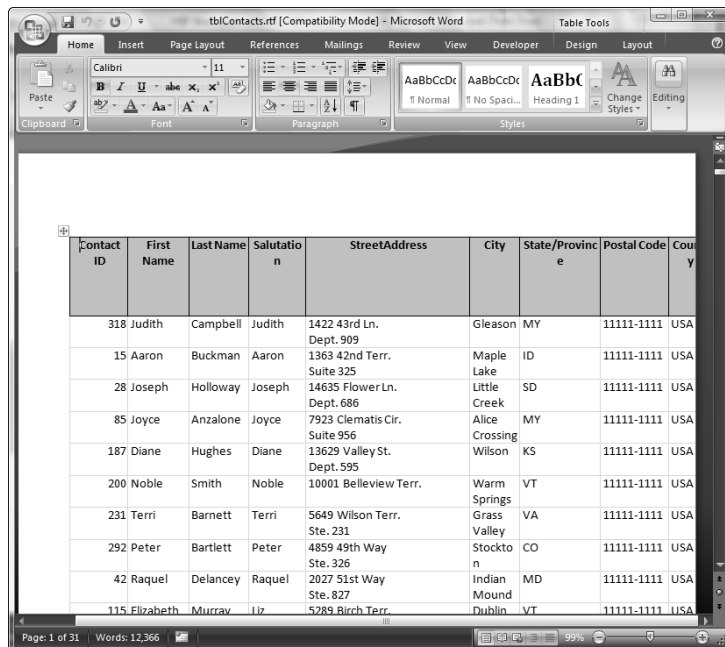 tblContacts.rtf [Compatibility Mode] - Microsoft Word
Table Tools
Home Insert Page Layout References Mailings Review View Developer Design Layout
Paste
Clipboard
Calibri 11
B I U abc x₂ x² 
ab Aa A A
Font
Paragraph
AaBbCcDc AaBbCcDc AaBbC
¶ Normal ¶ No Spaci... Heading 1
Change Styles
Styles
Editing
Contact ID First Name Last Name Salutatio n StreetAddress City State/Provinc e Postal Code Cou y
318 Judith Campbell Judith 1422 43rd Ln. Gleason MY 11111-1111 USA
Dept. 909
15 Aaron Buckman Aaron 1363 42nd Terr. Maple ID 11111-1111 USA
Suite 325 Lake
28 Joseph Holloway Joseph 14635 Flower Ln. Little SD 11111-1111 USA
Dept. 686 Creek
85 Joyce Anzalone Joyce 7923 Clematis Cir. Alice MY 11111-1111 USA
Suite 956 Crossing
187 Diane Hughes Diane 13629 Valley St. Wilson KS 11111-1111 USA
Dept. 595
200 Noble Smith Noble 10001 Belleview Terr. Warm VT 11111-1111 USA
Springs
231 Terri Barnett Terri 5649 Wilson Terr. Grass VA 11111-1111 USA
Ste. 231 Valley
292 Peter Bartlett Peter 4859 49th Way Stockto CO 11111-1111 USA
Ste. 326 n
42 Raquel Delancey Raquel 2027 51st Way Indian MD 11111-1111 USA
Ste. 827 Mound
115 Elizabeth Murray Liz 5289 Birch Terr. Dublin VT 11111-1111 USA
Page: 1 of 31 Words: 12,366 99%